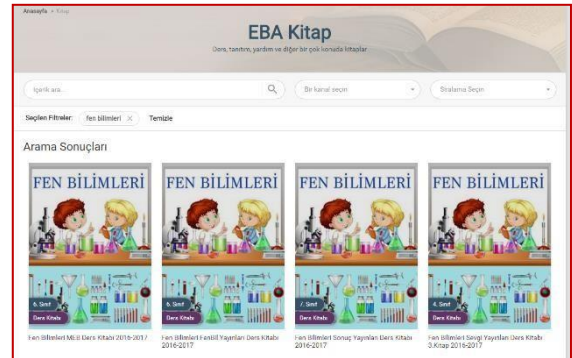 Anasayfa > Kitap
EBA Kitap
Ders, tanıtım, yardım ve diğer bir çok konuda kitaplar
İçerik ara...
Bir kanal seçin
Sıralama Seçin
Seçilen Filtreler:
fen bilimleri X
Temizle
Arama Sonuçları
FEN BİLİMLERİ
6. Sınıf
Ders Kitabı
Fen Bilimleri MEB Ders Kitabı 2016-2017
FEN BİLİMLERİ
6. Sınıf
Ders Kitabı
Fen Bilimleri FenBil Yayınları Ders Kitabı
2016-2017
FEN BİLİMLERİ
7. Sınıf
Ders Kitabı
Fen Bilimleri Sonuç Yayınları Ders Kitabı
2016-2017
FEN BİLİMLERİ
4. Sınıf
Ders Kitabı
Fen Bilimleri Sevgi Yayınları Ders Kitabı
3.Kitap 2016-2017